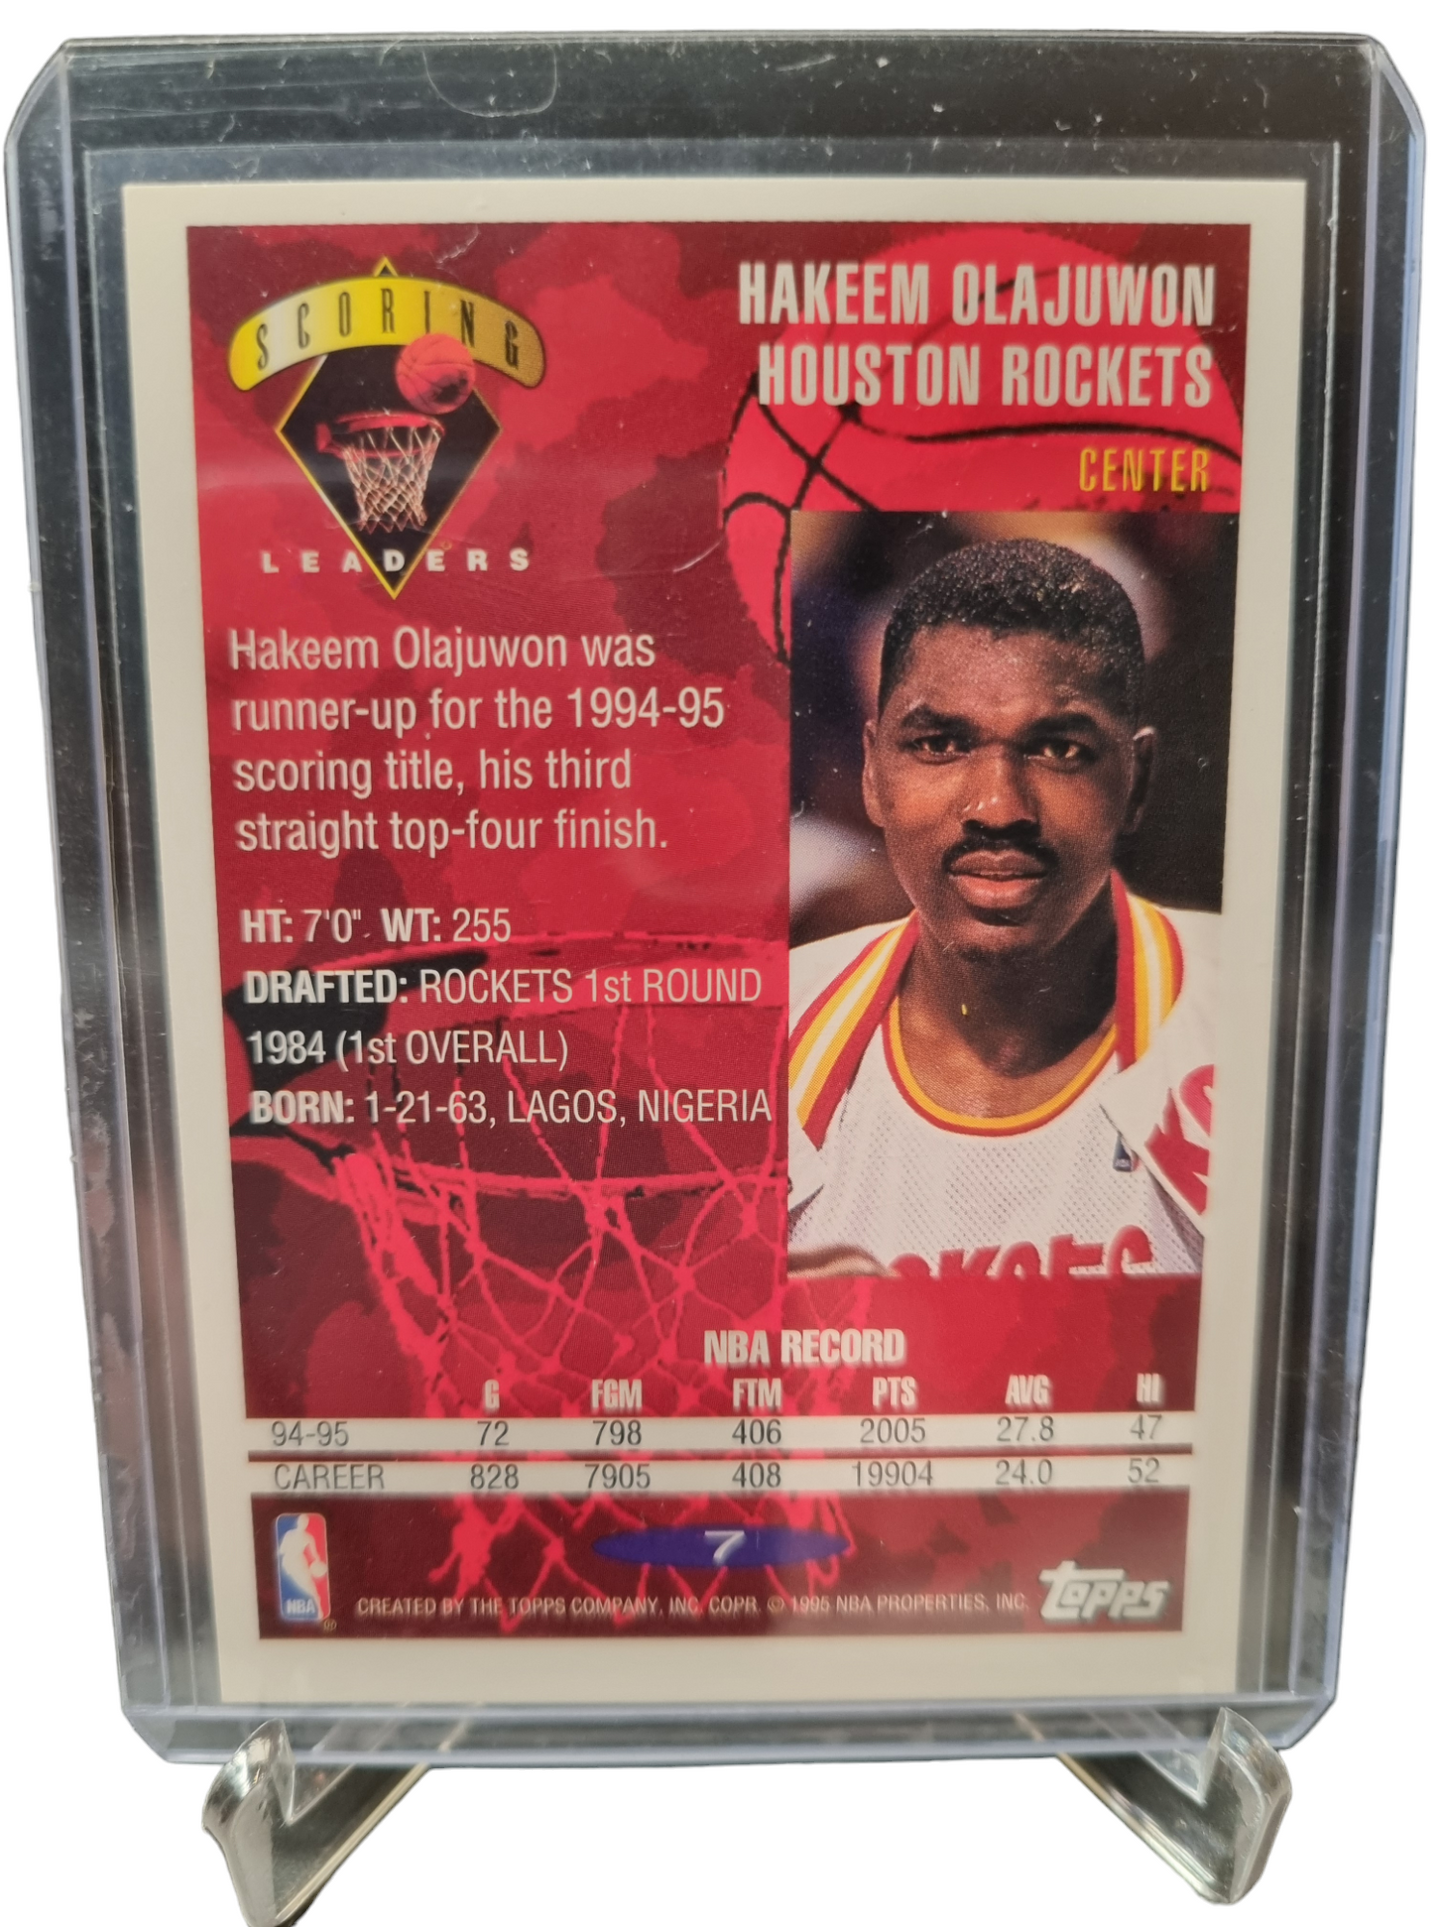 SCORING
LEADERS
HAKEEM OLAJUWON
HOUSTON ROCKETS
CENTER
Hakeem Olajuwon was
runner-up for the 1994-95
scoring title, his third
straight top-four finish.
HT: 7'0" WT: 255
DRAFTED: ROCKETS 1st ROUND
1984 (1st OVERALL)
BORN: 1-21-63, LAGOS, NIGERIA
NBA RECORD
G FGM FTM PTS AVG HI
94-95 72 798 406 2005 27.8 47
CAREER 828 7905 408 19904 24.0 52
7
NBA
CREATED BY THE TOPPS COMPANY, INC. COPR. © 1995 NBA PROPERTIES, INC.
TOPPS